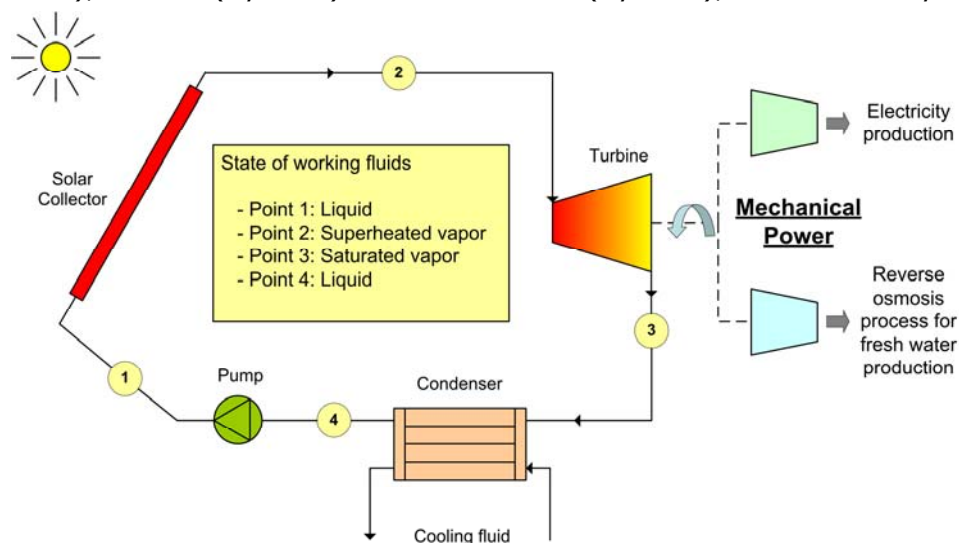 2
Solar
Collector
State of working fluids
- Point 1: Liquid
- Point 2: Superheated vapor
- Point 3: Saturated vapor
- Point 4: Liquid
Turbine
Electricity
production
Mechanical
Power
Reverse
osmosis
process for
fresh water
production
3
1
Pump
4
Condenser
Cooling fluid